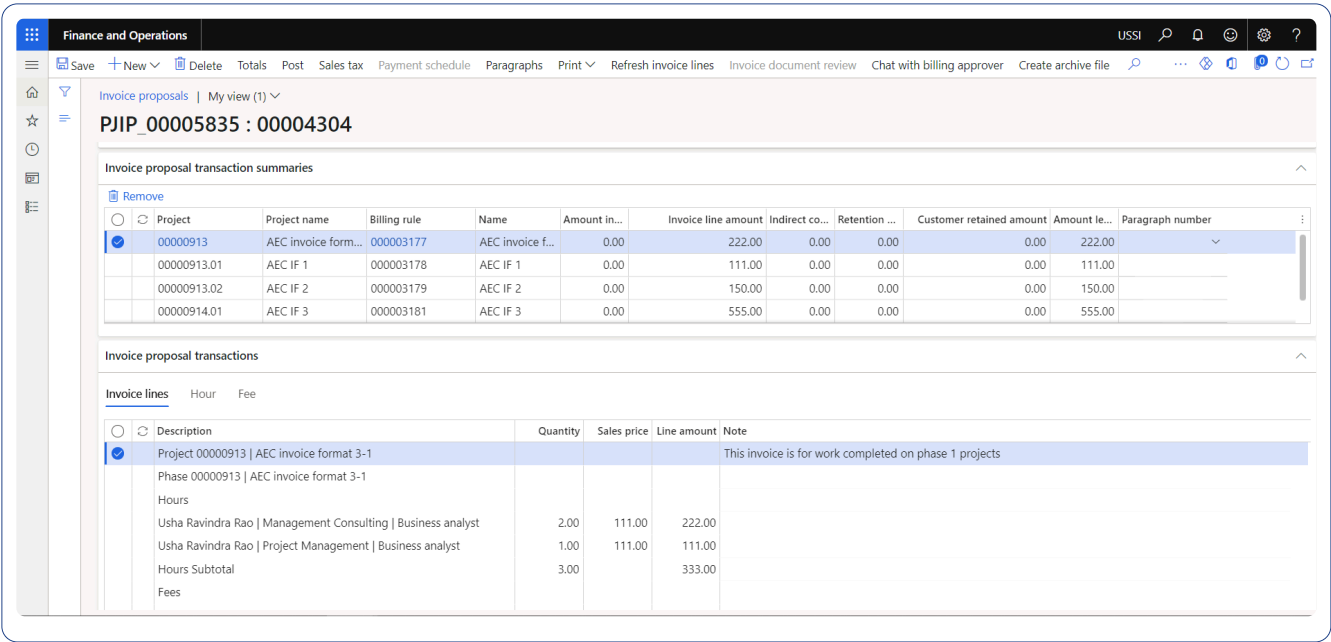 Finance and Operations USSI
Save New Delete Totals Post Sales tax Payment schedule Paragraphs Print Refresh invoice lines Invoice document review Chat with billing approver Create archive file ... 0
Invoice proposals | My view (1)
PJIP_00005835 : 00004304
Invoice proposal transaction summaries
Remove
Project Project name Billing rule Name Amount in... Invoice line amount Indirect co... Retention ... Customer retained amount Amount le... Paragraph number
00000913 AEC invoice form... 000003177 AEC invoice f... 0.00 222.00 0.00 0.00 0.00 222.00
00000913.01 AEC IF 1 000003178 AEC IF 1 0.00 111.00 0.00 0.00 0.00 111.00
00000913.02 AEC IF 2 000003179 AEC IF 2 0.00 150.00 0.00 0.00 0.00 150.00
00000914.01 AEC IF 3 000003181 AEC IF 3 0.00 555.00 0.00 0.00 0.00 555.00
Invoice proposal transactions
Invoice lines Hour Fee
Description Quantity Sales price Line amount Note
Project 00000913 | AEC invoice format 3-1 This invoice is for work completed on phase 1 projects
Phase 00000913 | AEC invoice format 3-1
Hours
Usha Ravindra Rao | Management Consulting | Business analyst 2.00 111.00 222.00
Usha Ravindra Rao | Project Management | Business analyst 1.00 111.00 111.00
Hours Subtotal 3.00 333.00
Fees